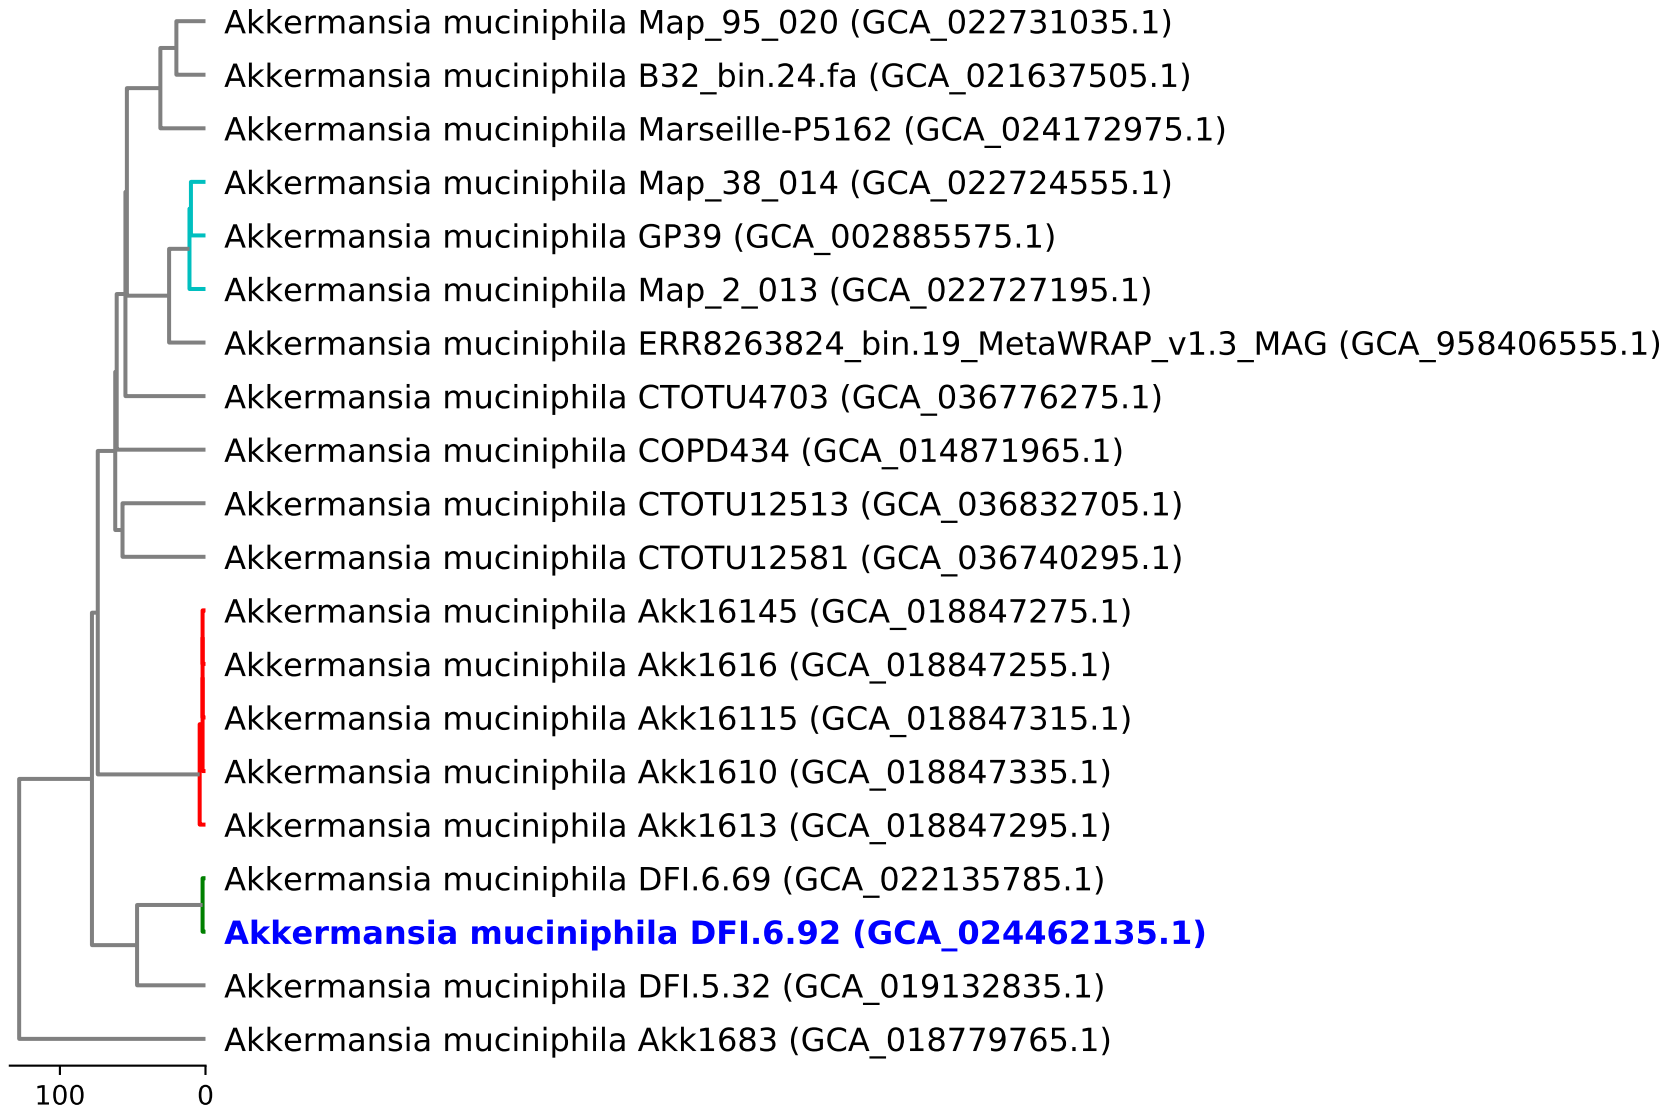 Akkermansia muciniphila Map_95_020 (GCA_022731035.1)
Akkermansia muciniphila B32_bin.24.fa (GCA_021637505.1)
Akkermansia muciniphila Marseille-P5162 (GCA_024172975.1)
Akkermansia muciniphila Map_38_014 (GCA_022724555.1)
Akkermansia muciniphila GP39 (GCA_002885575.1)
Akkermansia muciniphila Map_2_013 (GCA_022727195.1)
Akkermansia muciniphila ERR8263824_bin.19_MetaWRAP_v1.3_MAG (GCA_958406555.1)
Akkermansia muciniphila CTOTU4703 (GCA_036776275.1)
Akkermansia muciniphila COPD434 (GCA_014871965.1)
Akkermansia muciniphila CTOTU12513 (GCA_036832705.1)
Akkermansia muciniphila CTOTU12581 (GCA_036740295.1)
Akkermansia muciniphila Akk16145 (GCA_018847275.1)
Akkermansia muciniphila Akk1616 (GCA_018847255.1)
Akkermansia muciniphila Akk16115 (GCA_018847315.1)
Akkermansia muciniphila Akk1610 (GCA_018847335.1)
Akkermansia muciniphila Akk1613 (GCA_018847295.1)
Akkermansia muciniphila DFI.6.69 (GCA_022135785.1)
Akkermansia muciniphila DFI.6.92 (GCA_024462135.1)
Akkermansia muciniphila DFI.5.32 (GCA_019132835.1)
Akkermansia muciniphila Akk1683 (GCA_018779765.1)
100 0